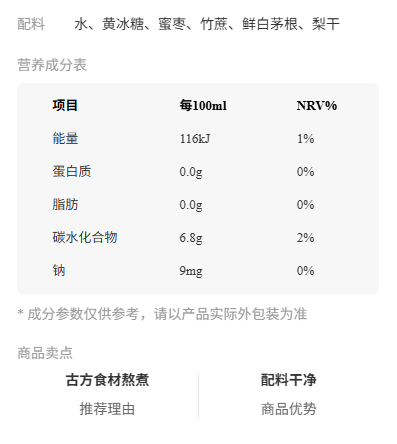 配料 水、黄冰糖、蜜枣、竹蔗、鲜白茅根、梨干
营养成分表
项目 每100ml NRV%
能量 116kJ 1%
蛋白质 0.0g 0%
脂肪 0.0g 0%
碳水化合物 6.8g 2%
钠 9mg 0%
* 成分参数仅供参考，请以产品实际外包装为准
商品卖点
古方食材熬煮 配料干净
推荐理由 商品优势